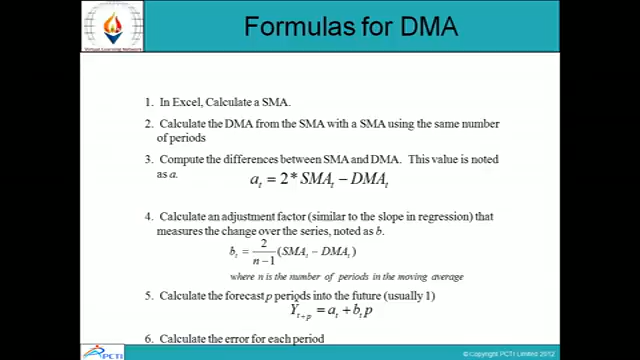 Formulas for DMA
Virtual Learning Network
1. In Excel, Calculate a SMA.
2. Calculate the DMA from the SMA with a SMA using the same number
of periods
3. Compute the differences between SMA and DMA. This value is noted
as a.
a_t = 2* SMA_t − DMA_t
4. Calculate an adjustment factor (similar to the slope in regression) that
measures the change over the series, noted as b.
b_t = 2/(n−1) (SMA_t − DMA_t)
where n is the number of periods in the moving average
5. Calculate the forecast p periods into the future (usually 1)
Y_{t+p} = a_t + b_t p
6. Calculate the error for each period
PCTI
© Copyright PCTI Limited 2012